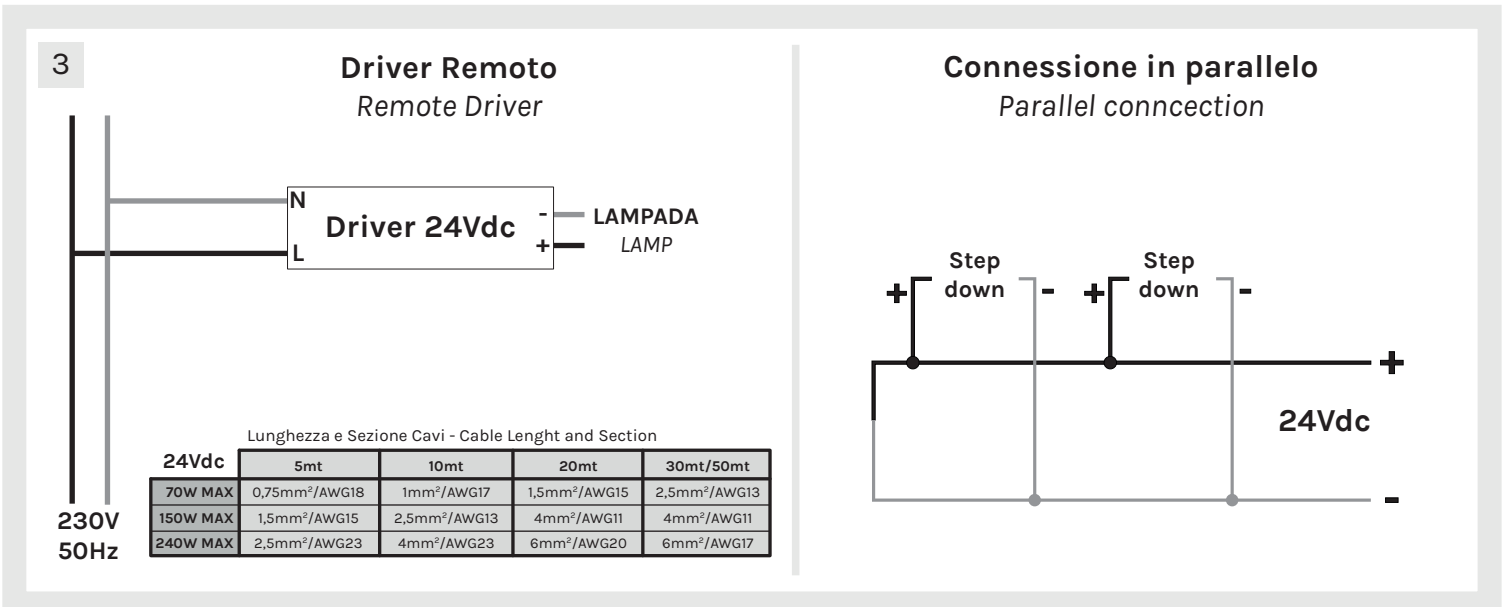 3
Driver Remoto
Remote Driver
N
L
Driver 24Vdc
-
+
LAMPADA
LAMP
230V
50Hz
Lunghezza e Sezione Cavi - Cable Lenght and Section
24Vdc 5mt 10mt 20mt 30mt/50mt
70W MAX 0,75mm²/AWG18 1mm²/AWG17 1,5mm²/AWG15 2,5mm²/AWG13
150W MAX 1,5mm²/AWG15 2,5mm²/AWG13 4mm²/AWG11 4mm²/AWG11
240W MAX 2,5mm²/AWG23 4mm²/AWG23 6mm²/AWG20 6mm²/AWG17
Connessione in parallelo
Parallel conncection
+ Step down -
+ Step down -
+
24Vdc
-